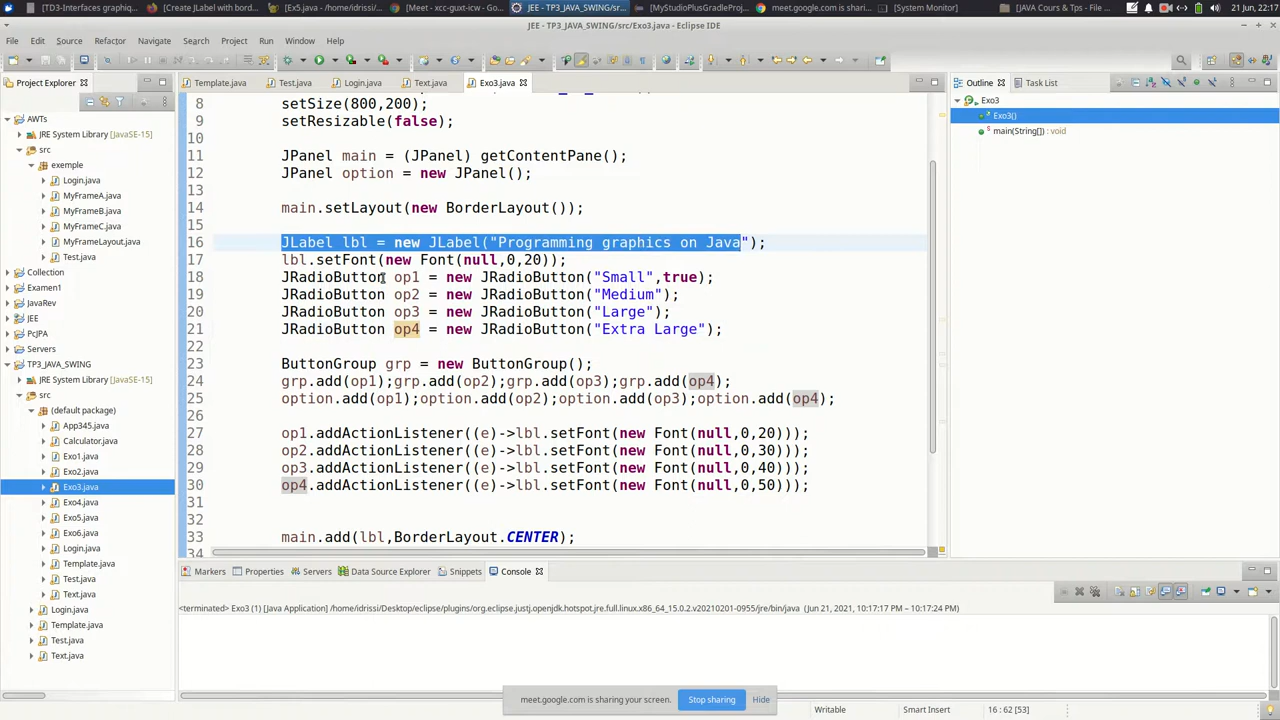 [TD3-Interfaces graphiq...
[Create JLabel with bord...
[Exo5.java]
[Meet - xcc-guxt-icw - Go...
JEE - TP3_JAVA_SWING/sr...
[MyStudioPlusGradleProj...
meet.google.com is shari...
[System Monitor]
[JAVA Cours & Tps - File ...
21 Jun, 22:17
JEE - TP3_JAVA_SWING/src/Exo3.java - Eclipse IDE
File Edit Source Refactor Navigate Search Project Run Window Help
Project Explorer
Template.java Test.java Login.java Text.java Exo3.java
Outline Task List
AWTs
JRE System Library [JavaSE-15]
src
exemple
Login.java
MyFrameA.java
MyFrameB.java
MyFrameC.java
MyFrameLayout.java
Test.java
Collection
Examen1
JavaRev
JEE
PcJPA
Servers
TP3_JAVA_SWING
JRE System Library [JavaSE-15]
src
(default package)
App345.java
Calculator.java
Exo1.java
Exo2.java
Exo3.java
Exo4.java
Exo5.java
Exo6.java
Login.java
Template.java
Test.java
Text.java
Login.java
Template.java
Test.java
Text.java
8 setSize(800,200);
9 setResizable(false);
10
11 JPanel main = (JPanel) getContentPane();
12 JPanel option = new JPanel();
13
14 main.setLayout(new BorderLayout());
15
16 JLabel lbl = new JLabel("Programming graphics on Java");
17 lbl.setFont(new Font(null,0,20));
18 JRadioButton op1 = new JRadioButton("Small",true);
19 JRadioButton op2 = new JRadioButton("Medium");
20 JRadioButton op3 = new JRadioButton("Large");
21 JRadioButton op4 = new JRadioButton("Extra Large");
22
23 ButtonGroup grp = new ButtonGroup();
24 grp.add(op1);grp.add(op2);grp.add(op3);grp.add(op4);
25 option.add(op1);option.add(op2);option.add(op3);option.add(op4);
26
27 op1.addActionListener((e)->lbl.setFont(new Font(null,0,20)));
28 op2.addActionListener((e)->lbl.setFont(new Font(null,0,30)));
29 op3.addActionListener((e)->lbl.setFont(new Font(null,0,40)));
30 op4.addActionListener((e)->lbl.setFont(new Font(null,0,50)));
31
32
33 main.add(lbl,BorderLayout.CENTER);
34
Exo3
Exo3()
main(String[]) : void
Markers Properties Servers Data Source Explorer Snippets Console
<terminated> Exo3 (1) [Java Application] /home/idrissi/Desktop/eclipse/plugins/org.eclipse.justj.openjdk.hotspot.jre.full.linux.x86_64_15.0.2.v20210201-0955/jre/bin/java (Jun 21, 2021, 10:17:17 PM – 10:17:24 PM)
meet.google.com is sharing your screen. Stop sharing Hide
Writable Smart Insert 16 : 62 [53]